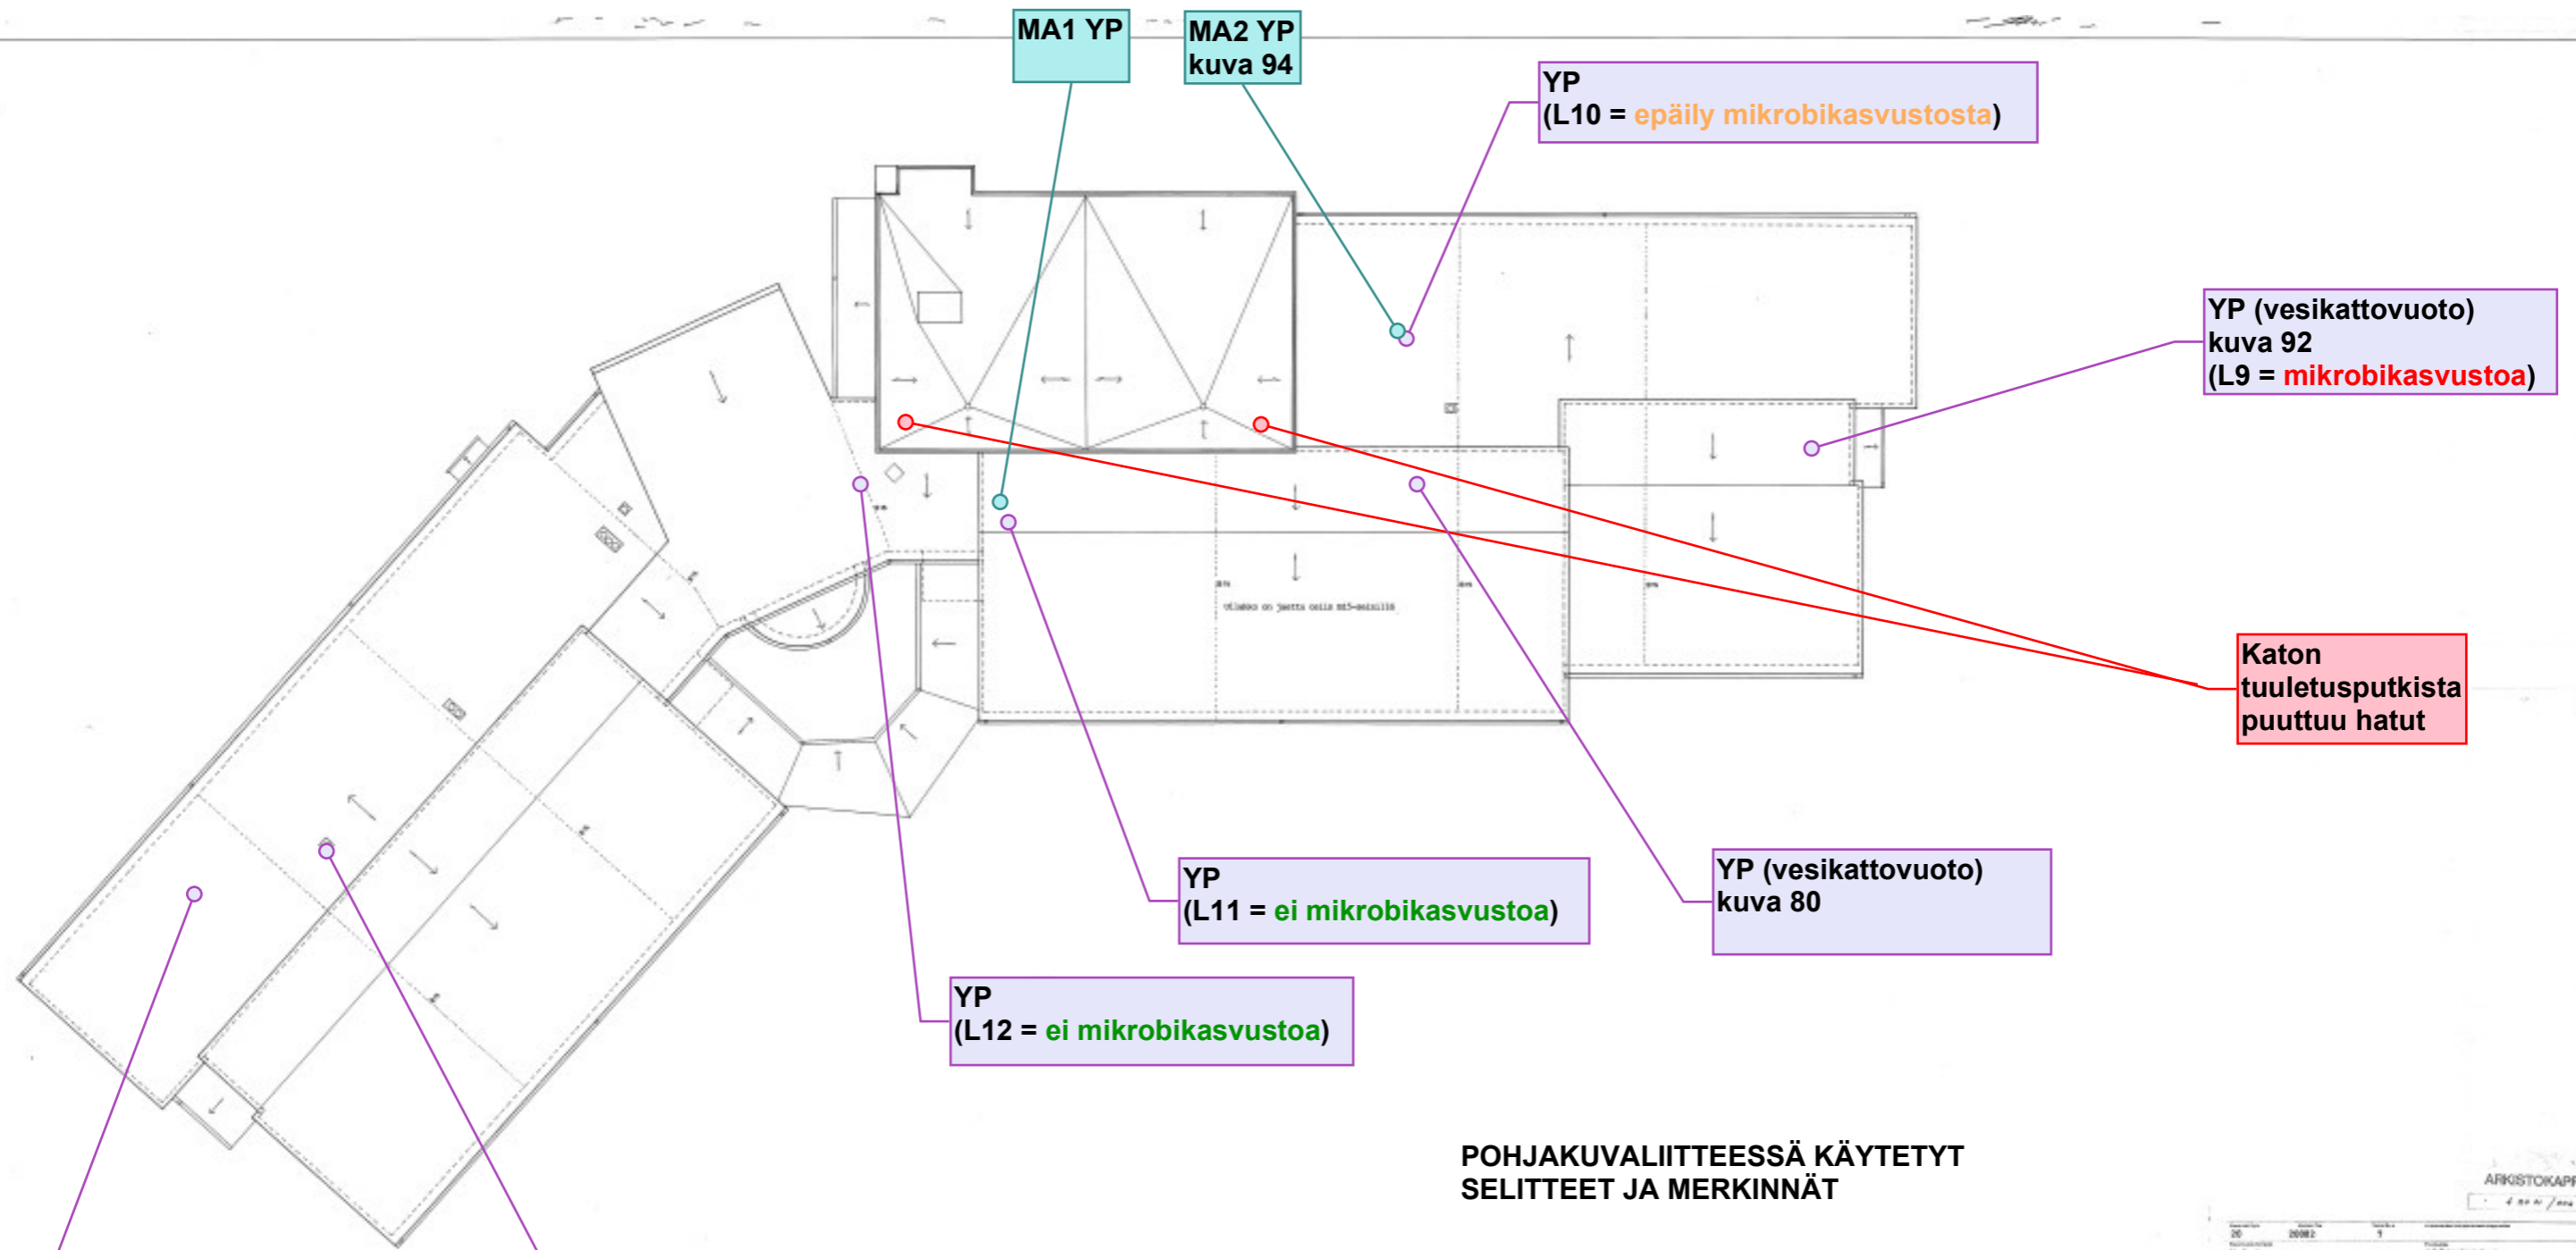 MA1 YP
MA2 YP
kuva 94
YP
(L10 = epäily mikrobikasvustosta)
YP (vesikattovuoto)
kuva 92
(L9 = mikrobikasvustoa)
Katon
tuuletusputkista
puuttuu hatut
YP (vesikattovuoto)
kuva 80
YP
(L11 = ei mikrobikasvustoa)
YP
(L12 = ei mikrobikasvustoa)
POHJAKUVALIITTEESSÄ KÄYTETYT
SELITTEET JA MERKINNÄT